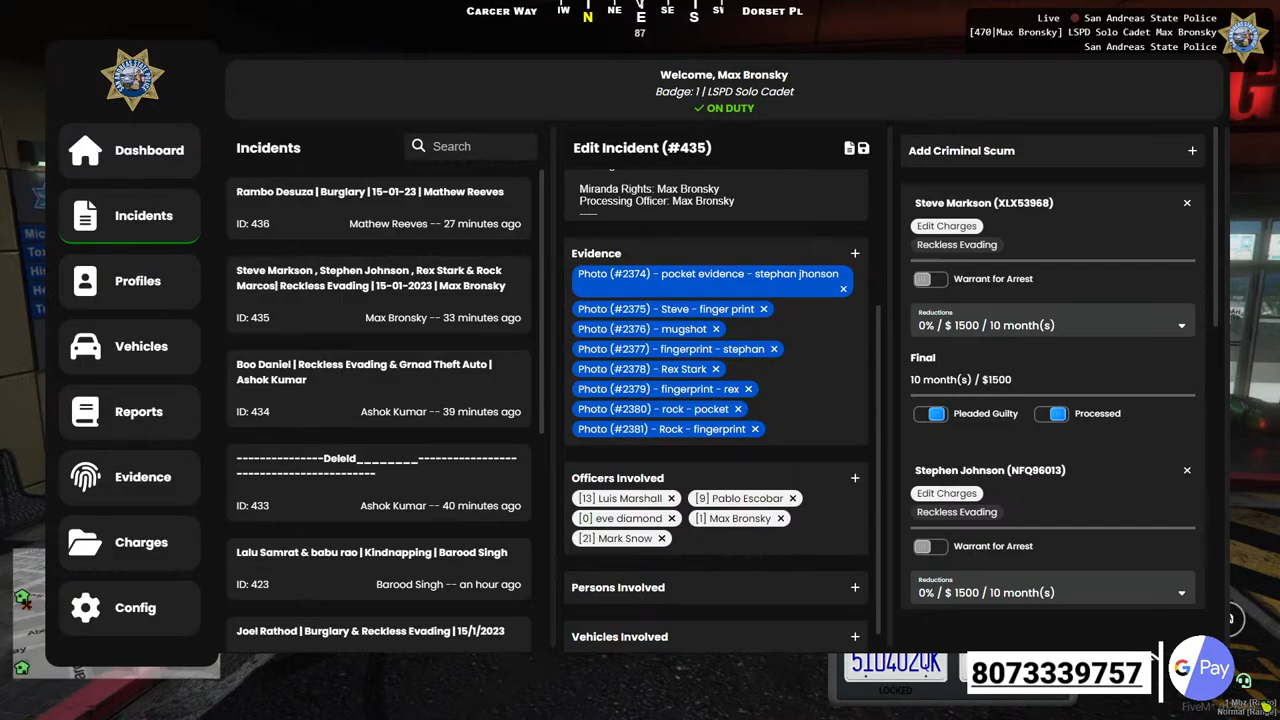 Carcer Way
NW
N
NE
E
SE
S
SW
Dorset Pl
87
Live San Andreas State Police
[470|Max Bronsky] LSPD Solo Cadet Max Bronsky
San Andreas State Police
Welcome, Max Bronsky
Badge: 1 | LSPD Solo Cadet
✓ ON DUTY
Dashboard
Incidents
Profiles
Vehicles
Reports
Evidence
Charges
Config
Incidents
Search
Rambo Desuza | Burglary | 15-01-23 | Mathew Reeves
ID: 436
Mathew Reeves -- 27 minutes ago
Steve Markson , Stephen Johnson , Rex Stark & Rock
Marcos| Reckless Evading | 15-01-2023 | Max Bronsky
ID: 435
Max Bronsky -- 33 minutes ago
Boo Daniel | Reckless Evading & Grnad Theft Auto |
Ashok Kumar
ID: 434
Ashok Kumar -- 39 minutes ago
----------------Deleid________------------------
-------------------------
ID: 433
Ashok Kumar -- 40 minutes ago
Lalu Samrat & babu rao | Kindnapping | Barood Singh
ID: 423
Barood Singh -- an hour ago
Joel Rathod | Burglary & Reckless Evading | 15/1/2023
Edit Incident (#435)
Miranda Rights: Max Bronsky
Processing Officer: Max Bronsky
-----
Evidence +
Photo (#2374) - pocket evidence - stephan jhonson ×
Photo (#2375) - Steve - finger print ×
Photo (#2376) - mugshot ×
Photo (#2377) - fingerprint - stephan ×
Photo (#2378) - Rex Stark ×
Photo (#2379) - fingerprint - rex ×
Photo (#2380) - rock - pocket ×
Photo (#2381) - Rock - fingerprint ×
Officers Involved +
[13] Luis Marshall × [9] Pablo Escobar ×
[0] eve diamond × [1] Max Bronsky ×
[21] Mark Snow ×
Persons Involved +
Vehicles Involved +
Add Criminal Scum +
Steve Markson (XLX53968) ×
Edit Charges
Reckless Evading
Warrant for Arrest
Reductions
0% / $ 1500 / 10 month(s)
Final
10 month(s) / $1500
Pleaded Guilty Processed
Stephen Johnson (NFQ96013) ×
Edit Charges
Reckless Evading
Warrant for Arrest
Reductions
0% / $ 1500 / 10 month(s)
LOCKED
8073339757
G Pay
Normal [Range]